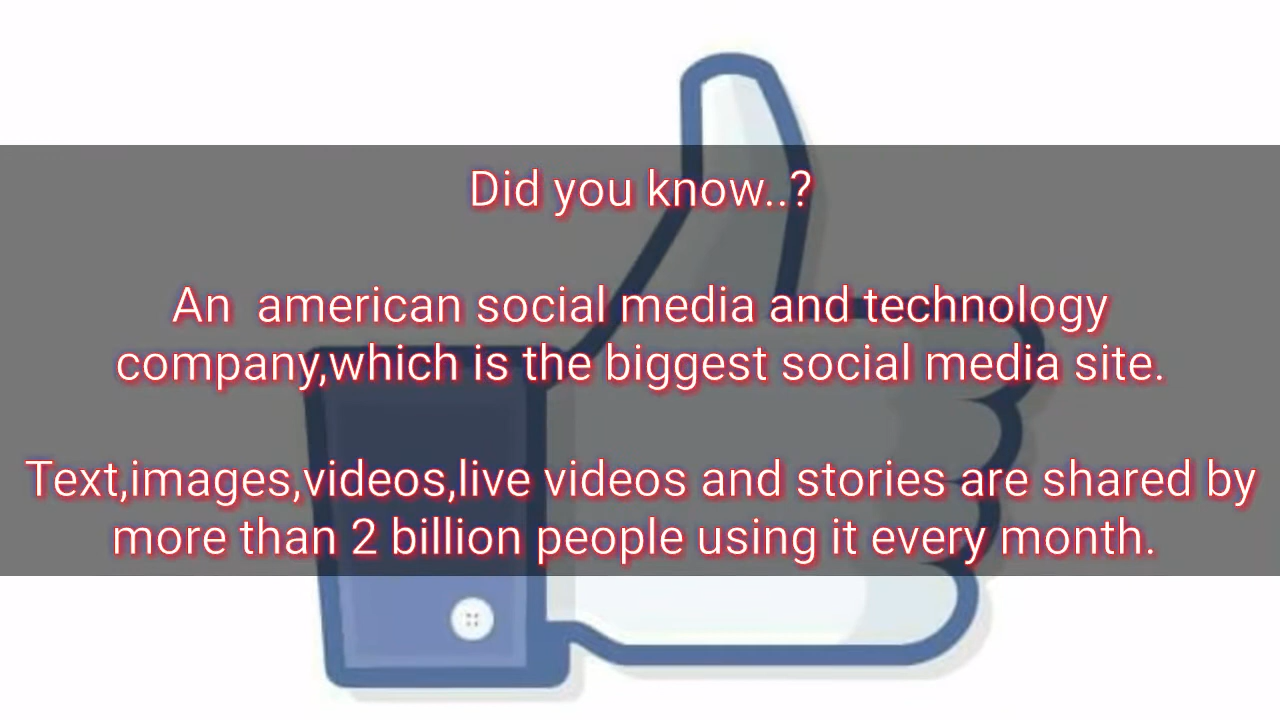 Did you know..?
An  american social media and technology
company,which is the biggest social media site.
Text,images,videos,live videos and stories are shared by
more than 2 billion people using it every month.